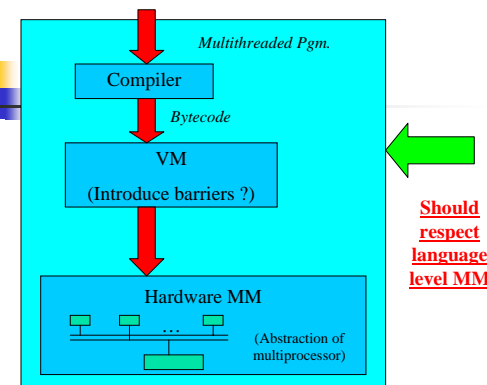 Multithreaded Pgm.
Compiler
Bytecode
VM
(Introduce barriers ?)
Should
respect
language
level MM
Hardware MM
…
(Abstraction of
multiprocessor)